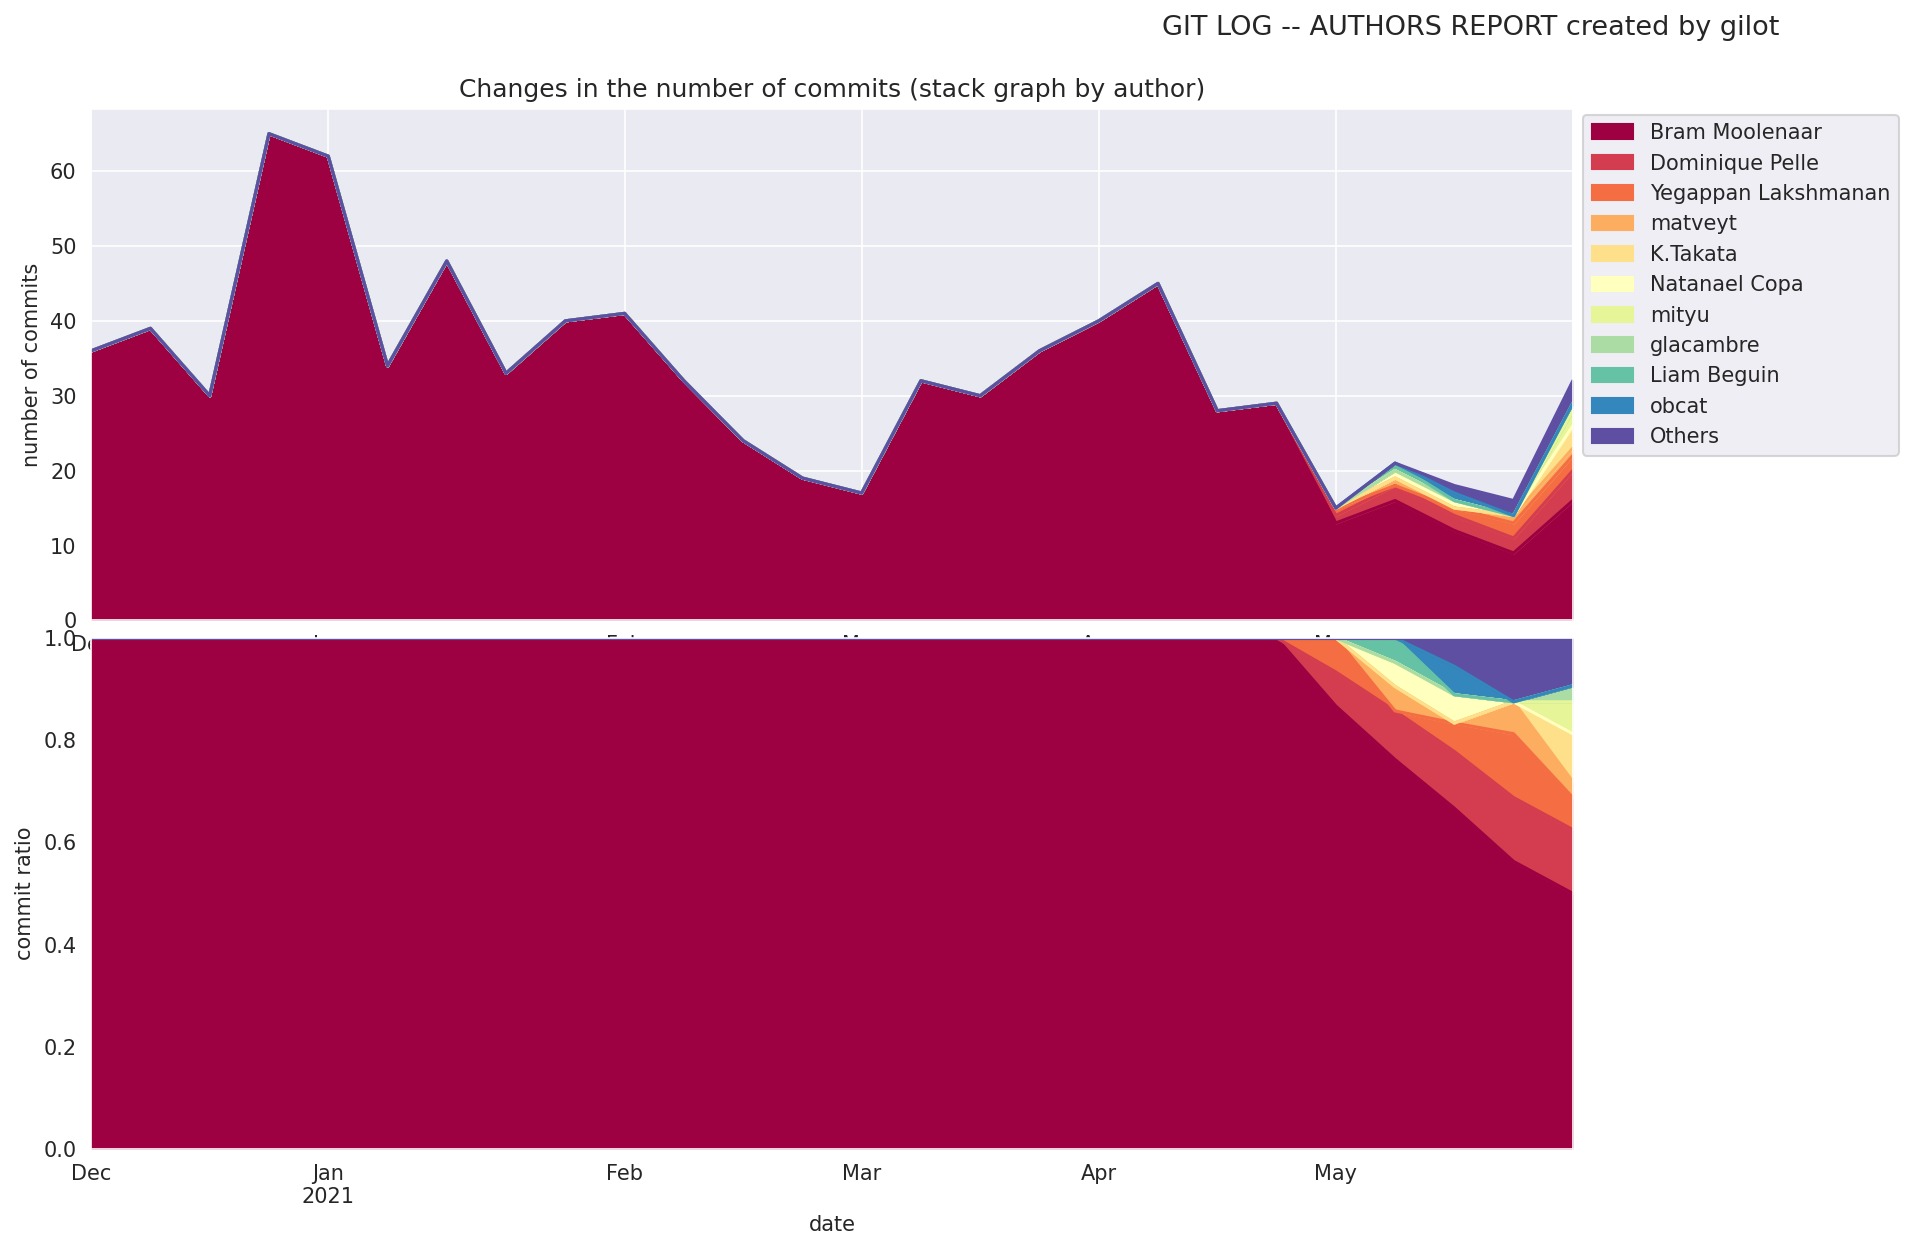 GIT LOG -- AUTHORS REPORT created by gilot
Changes in the number of commits (stack graph by author)
number of commits
60
50
40
30
20
10
0
Bram Moolenaar
Dominique Pelle
Yegappan Lakshmanan
matveyt
K.Takata
Natanael Copa
mityu
glacambre
Liam Beguin
obcat
Others
commit ratio
1.0
0.8
0.6
0.4
0.2
0.0
Dec Jan Feb Mar Apr May
2021
date